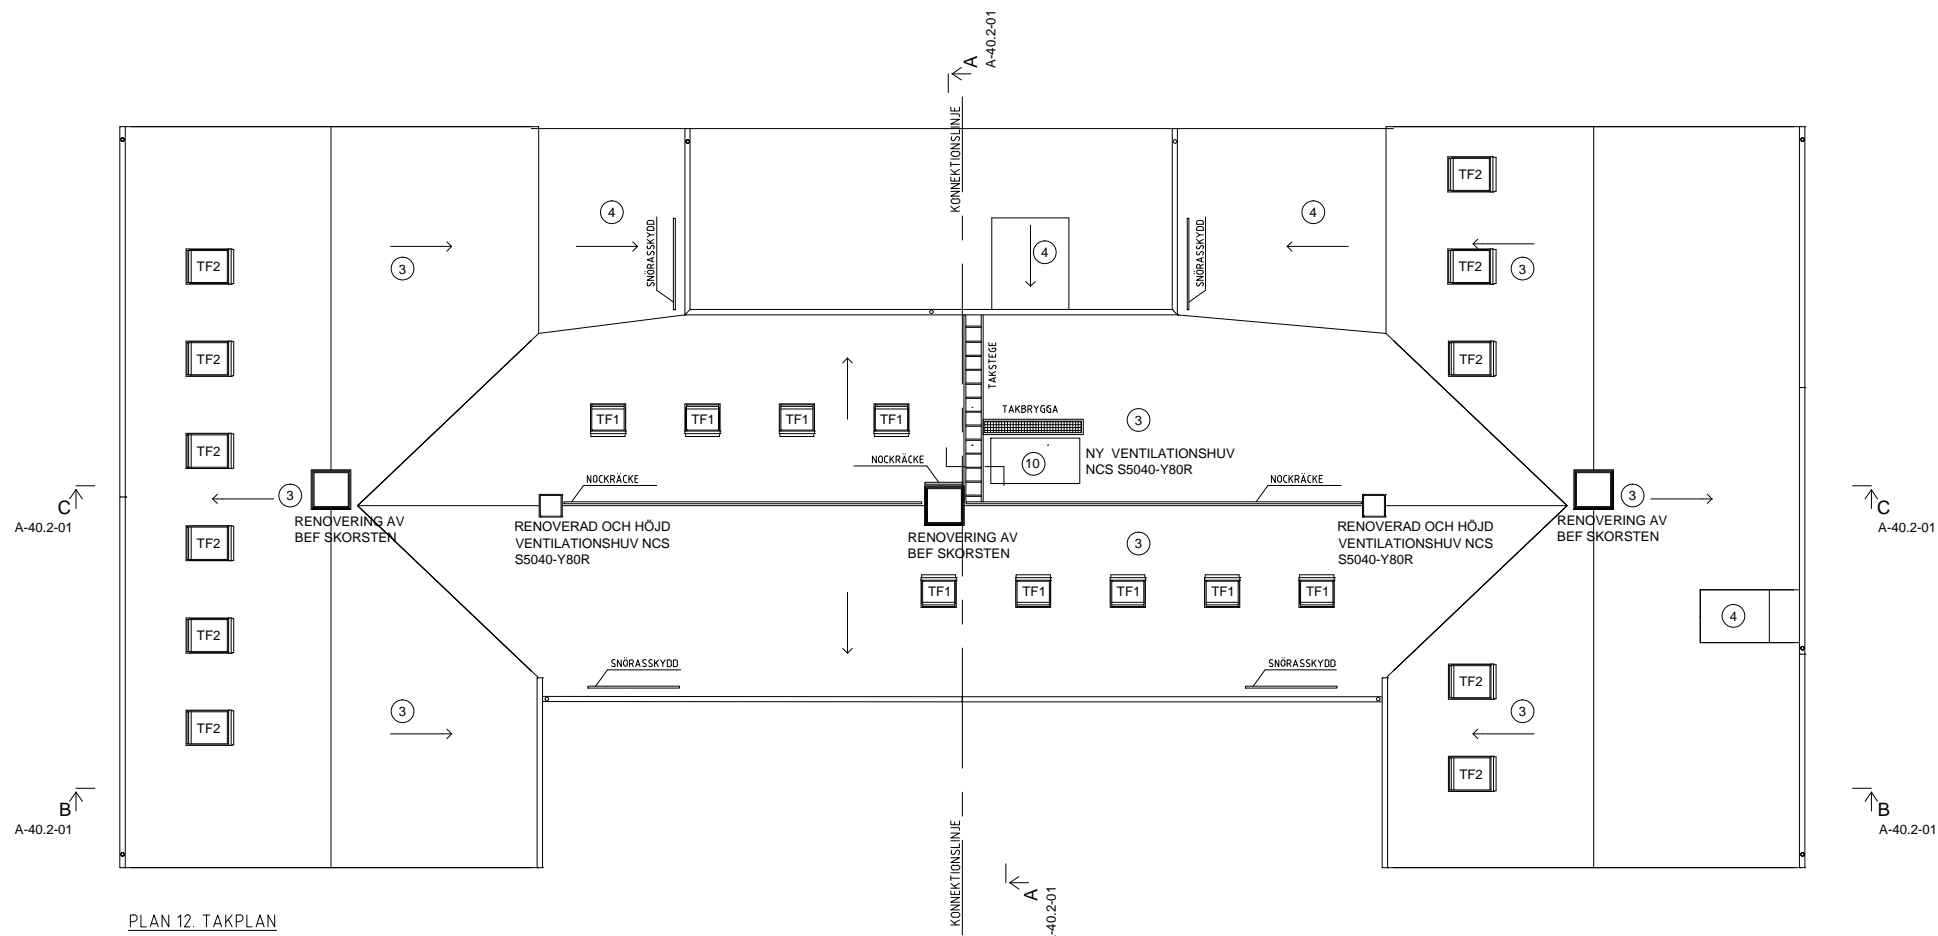 A
A-40.2-01
KONNEKTIONSLINJE
TF2
4
4
SNÖRASSKYDD
SNÖRASSKYDD
4
3
TF2
TF2
3
TF2
TF2
TAKSTEGE
TF1
TF1
TF1
TF1
TAKBRYGGA
3
TF2
NOCKRÄCKE
10
NY VENTILATIONSHUV
NCS S5040-Y80R
NOCKRÄCKE
NOCKRÄCKE
C
A-40.2-01
3
RENOVERING AV
BEF SKORSTEN
RENOVERAD OCH HÖJD
VENTILATIONSHUV NCS
S5040-Y80R
RENOVERING AV
BEF SKORSTEN
RENOVERAD OCH HÖJD
VENTILATIONSHUV NCS
S5040-Y80R
3
RENOVERING AV
BEF SKORSTEN
C
A-40.2-01
TF2
3
TF1
TF1
TF1
TF1
TF1
4
TF2
SNÖRASSKYDD
SNÖRASSKYDD
TF2
3
3
TF2
TF2
B
A-40.2-01
B
A-40.2-01
KONNEKTIONSLINJE
A
-40.2-01
PLAN 12. TAKPLAN